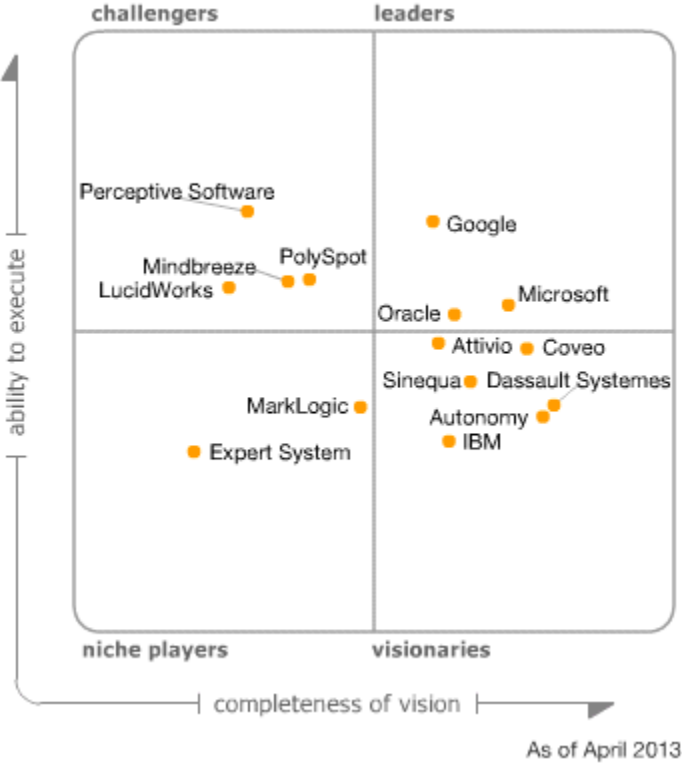 challengers
leaders
Perceptive Software
Google
PolySpot
Mindbreeze
LucidWorks
Microsoft
Oracle
Attivio
Coveo
Sinequa
Dassault Systemes
MarkLogic
Autonomy
IBM
Expert System
ability to execute
niche players
visionaries
completeness of vision
As of April 2013